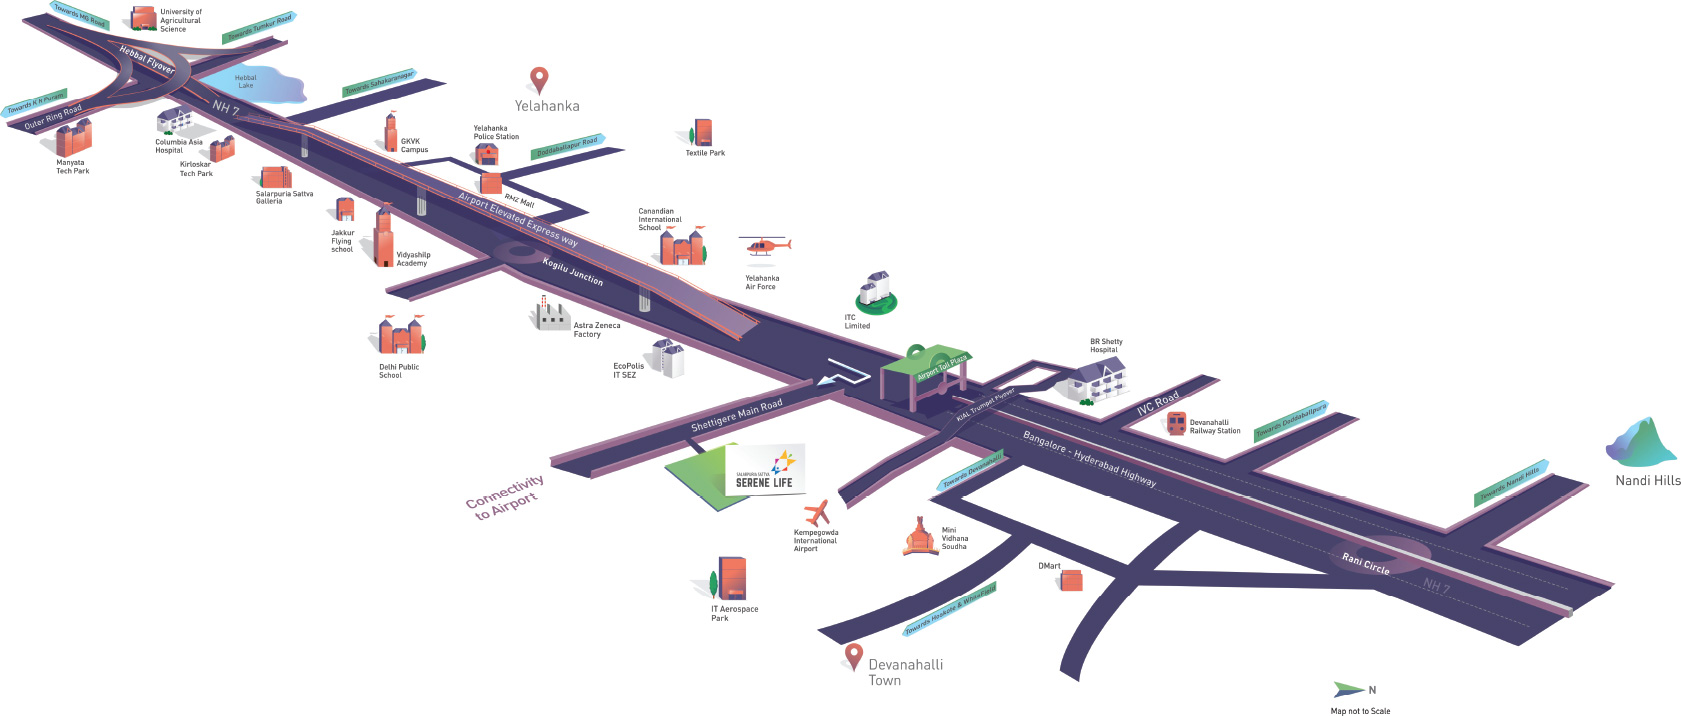 Towards MG Road
University of
Agricultural
Science
Towards Tumkur Road
Hebbal Flyover
Hebbal
Lake
Towards Sahakaranagar
Towards K R Puram
Outer Ring Road
NH 7
Yelahanka
Manyata
Tech Park
Columbia Asia
Hospital
Kirloskar
Tech Park
GKVK
Campus
Yelahanka
Police Station
Doddaballapur Road
Textile Park
Salarpuria Sattva
Galleria
RMZ Mall
Airport Elevated Express way
Jakkur
Flying
school
Vidyashilp
Academy
Canandian
International
School
Kogilu Junction
Yelahanka
Air Force
Astra Zeneca
Factory
ITC
Limited
Delhi Public
School
EcoPolis
IT SEZ
Airport Toll Plaza
BR Shetty
Hospital
KIAL Trumpet Flyover
IVC Road
Shettigere Main Road
Devanahalli
Railway Station
Towards Doddaballpura
Bangalore - Hyderabad Highway
SALARPURIA SATTVA
SERENE LIFE
Towards Devanahalli
Towards Nandi Hills
Nandi Hills
Connectivity
to Airport
Kempegowda
International
Airport
Mini
Vidhana
Soudha
DMart
Rani Circle
NH 7
IT Aerospace
Park
Towards Hoskote & Whitefield
Devanahalli
Town
N
Map not to Scale